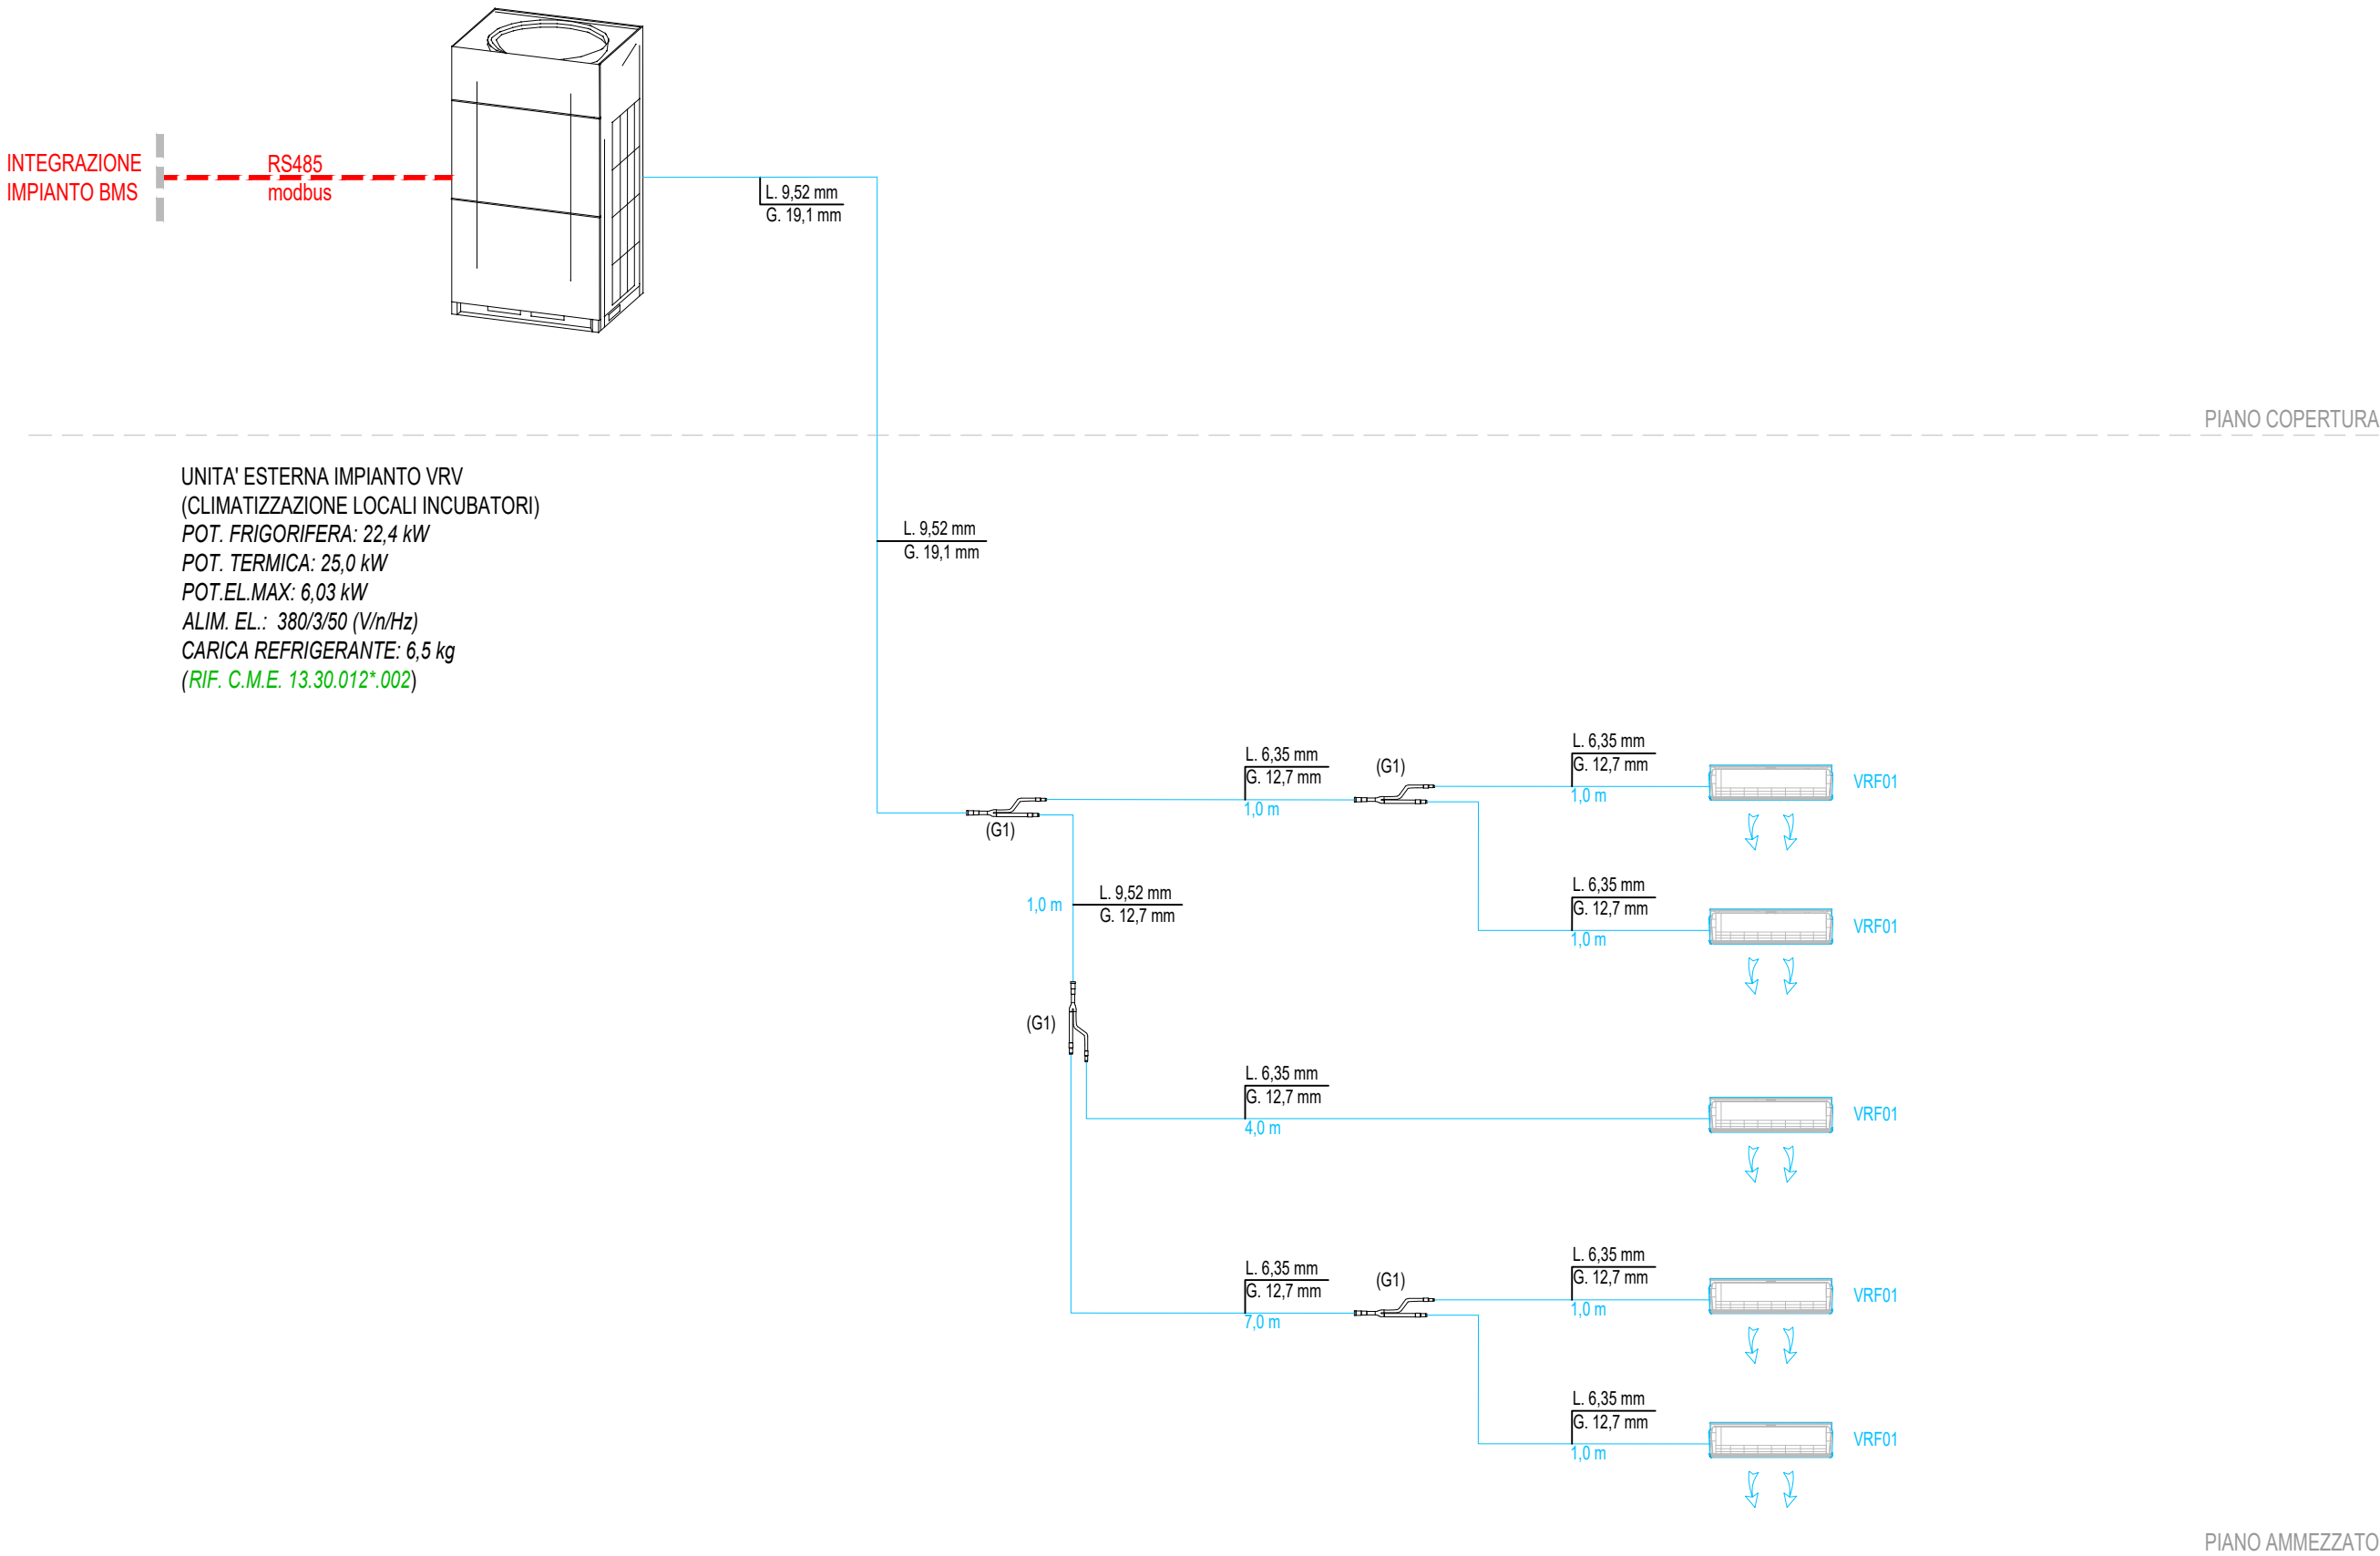 INTEGRAZIONE
IMPIANTO BMS
RS485
modbus
L. 9,52 mm
G. 19,1 mm
PIANO COPERTURA
UNITA' ESTERNA IMPIANTO VRV
(CLIMATIZZAZIONE LOCALI INCUBATORI)
POT. FRIGORIFERA: 22,4 kW
POT. TERMICA: 25,0 kW
POT.EL.MAX: 6,03 kW
ALIM. EL.: 380/3/50 (V/n/Hz)
CARICA REFRIGERANTE: 6,5 kg
(RIF. C.M.E. 13.30.012*.002)
L. 9,52 mm
G. 19,1 mm
(G1)
L. 6,35 mm
G. 12,7 mm
1,0 m
(G1)
L. 6,35 mm
G. 12,7 mm
1,0 m
VRF01
L. 6,35 mm
G. 12,7 mm
1,0 m
VRF01
1,0 m
L. 9,52 mm
G. 12,7 mm
(G1)
L. 6,35 mm
G. 12,7 mm
4,0 m
VRF01
L. 6,35 mm
G. 12,7 mm
7,0 m
(G1)
L. 6,35 mm
G. 12,7 mm
1,0 m
VRF01
L. 6,35 mm
G. 12,7 mm
1,0 m
VRF01
PIANO AMMEZZATO